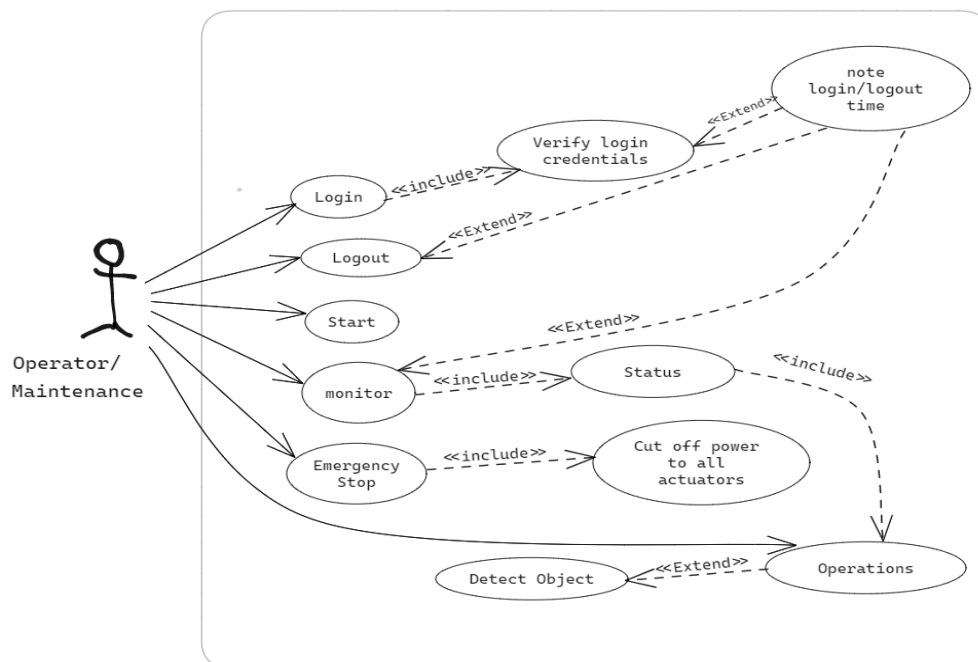 note
login/logout
time
<<Extend>>
Verify login
credentials
<<include>>
Login
<<Extend>>
Logout
Start
<<Extend>>
Operator/
Maintenance
monitor
<<include>>
Status
<<include>>
Emergency
Stop
<<include>>
Cut off power
to all
actuators
Detect Object
<<Extend>>
Operations